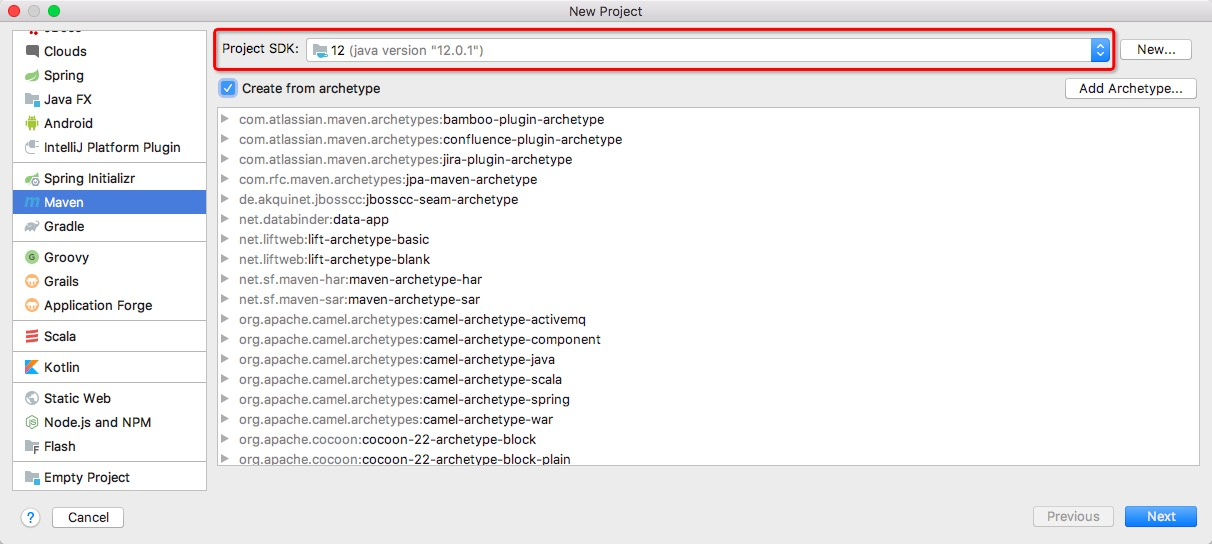 New Project
Clouds
Spring
Java FX
Android
IntelliJ Platform Plugin
Spring Initializr
Maven
Gradle
Groovy
Grails
Application Forge
Scala
Kotlin
Static Web
Node.js and NPM
Flash
Empty Project
Project SDK: 12 (java version "12.0.1") New...
Create from archetype Add Archetype...
com.atlassian.maven.archetypes:bamboo-plugin-archetype
com.atlassian.maven.archetypes:confluence-plugin-archetype
com.atlassian.maven.archetypes:jira-plugin-archetype
com.rfc.maven.archetypes:jpa-maven-archetype
de.akquinet.jbosscc:jbosscc-seam-archetype
net.databinder:data-app
net.liftweb:lift-archetype-basic
net.liftweb:lift-archetype-blank
net.sf.maven-har:maven-archetype-har
net.sf.maven-sar:maven-archetype-sar
org.apache.camel.archetypes:camel-archetype-activemq
org.apache.camel.archetypes:camel-archetype-component
org.apache.camel.archetypes:camel-archetype-java
org.apache.camel.archetypes:camel-archetype-scala
org.apache.camel.archetypes:camel-archetype-spring
org.apache.camel.archetypes:camel-archetype-war
org.apache.cocoon:cocoon-22-archetype-block
org.apache.cocoon:cocoon-22-archetype-block-plain
? Cancel Previous Next